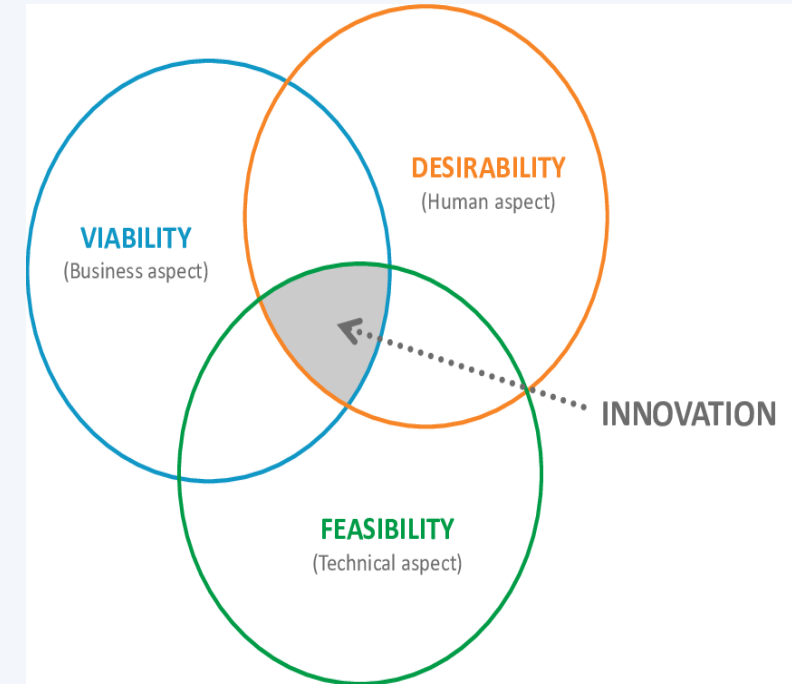 DESIRABILITY
(Human aspect)
VIABILITY
(Business aspect)
INNOVATION
FEASIBILITY
(Technical aspect)